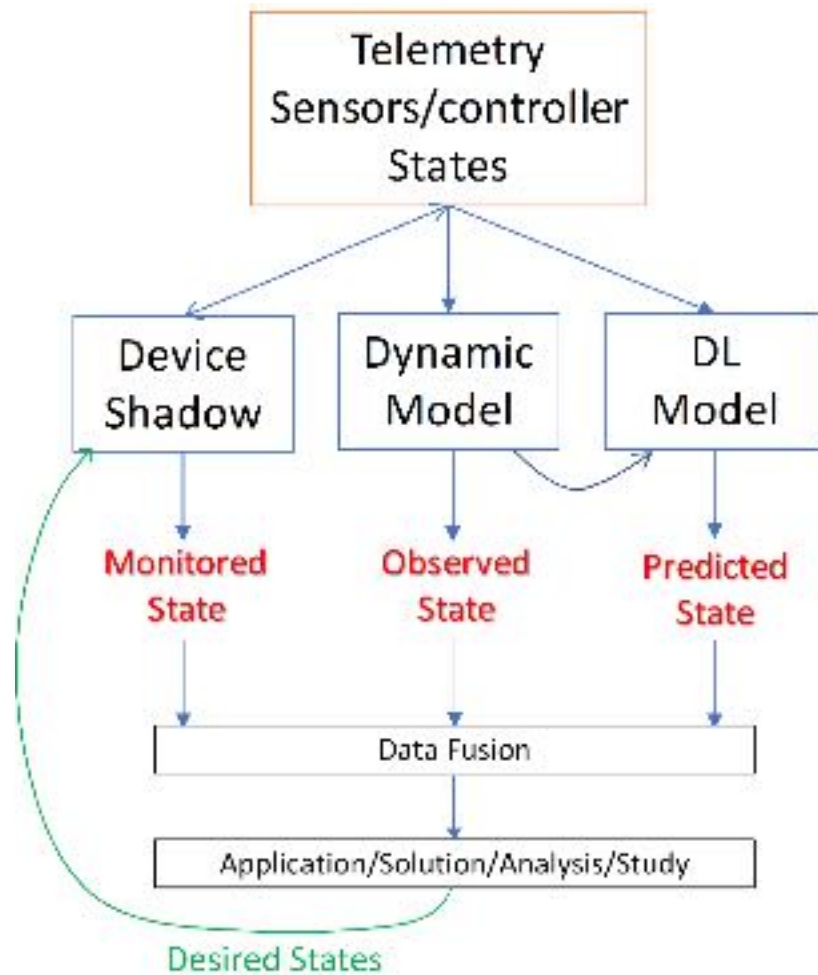 Telemetry
Sensors/controller
States
Device
Shadow
Dynamic
Model
DL
Model
Monitored
State
Observed
State
Predicted
State
Data Fusion
Application/Solution/Analysis/Study
Desired States